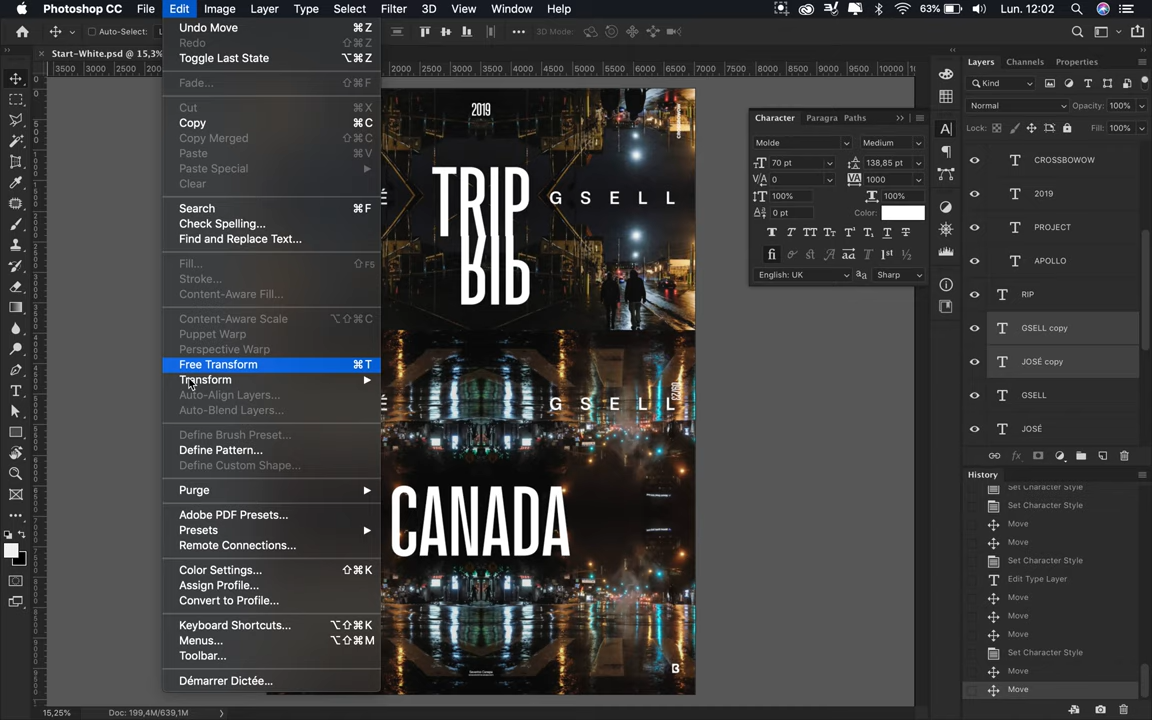 Photoshop CC File Edit Image Layer Type Select Filter 3D View Window Help 63% Lun. 12:02
Auto-Select: 3D Mode:
Start-White.psd @ 15,3%
3500 3000 2500 2000 2500 3000 3500 4000 4500 5000 5500 6000 6500 7000 7500 8000 8500 9000 9500 10000
Undo Move ⌘Z
Redo ⇧⌘Z
Toggle Last State ⌥⌘Z
Fade... ⇧⌘F
Cut ⌘X
Copy ⌘C
Copy Merged ⇧⌘C
Paste ⌘V
Paste Special
Clear
Search ⌘F
Check Spelling...
Find and Replace Text...
Fill... ⇧F5
Stroke...
Content-Aware Fill...
Content-Aware Scale ⌥⇧⌘C
Puppet Warp
Perspective Warp
Free Transform ⌘T
Transform
Auto-Align Layers...
Auto-Blend Layers...
Define Brush Preset...
Define Pattern...
Define Custom Shape...
Purge
Adobe PDF Presets...
Presets
Remote Connections...
Color Settings... ⇧⌘K
Assign Profile...
Convert to Profile...
Keyboard Shortcuts... ⌥⇧⌘K
Menus... ⌥⇧⌘M
Toolbar...
Démarrer Dictée...
2019
TRIP
RIP
GSELL
GSELL
CANADA
Character Paragra Paths
Molde Medium
70 pt 138,85 pt
0 1000
100% 100%
0 pt Color:
English: UK Sharp
Layers Channels Properties
Kind
Normal Opacity: 100%
Lock: Fill: 100%
CROSSBOWOW
2019
PROJECT
APOLLO
RIP
GSELL copy
JOSÉ copy
GSELL
JOSÉ
History
Set Character Style
Set Character Style
Move
Move
Set Character Style
Edit Type Layer
Move
Move
Move
Set Character Style
Move
Move
15,25% Doc: 199,4M/639,1M